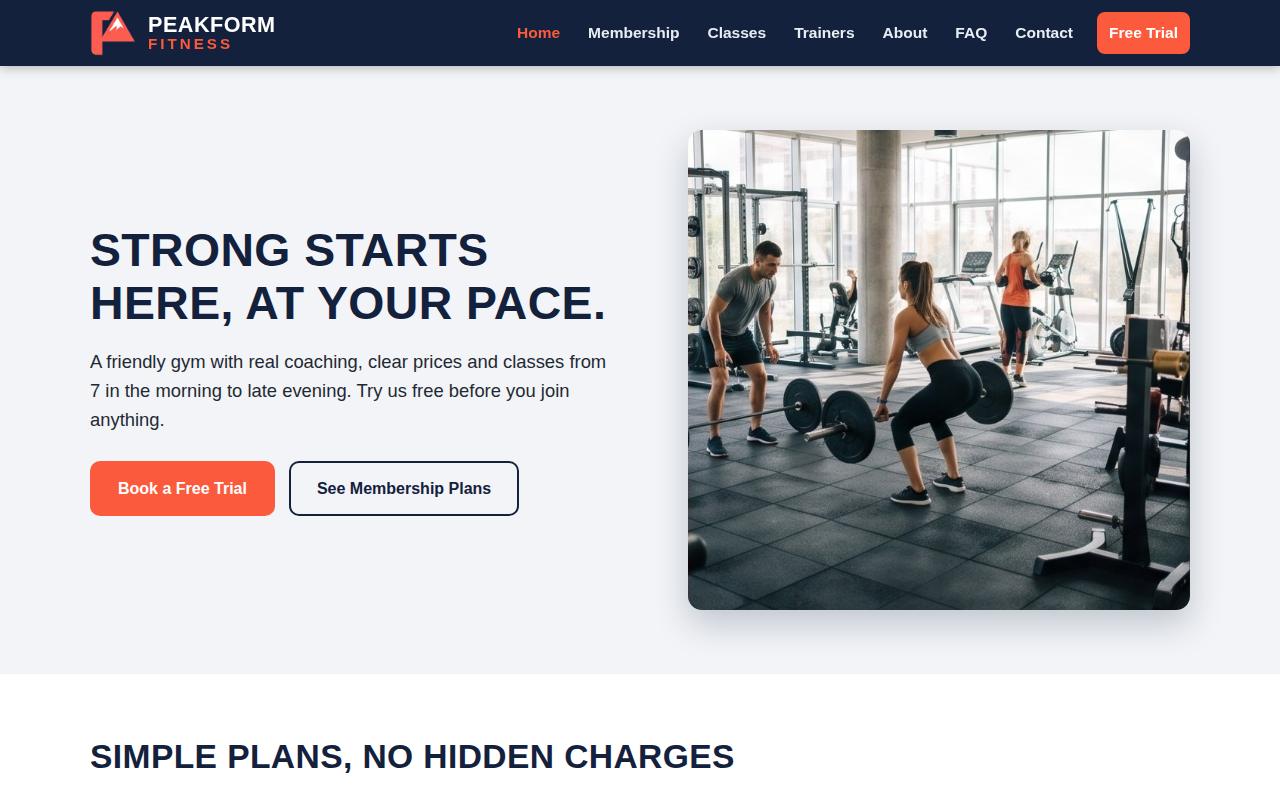 PEAKFORM
FITNESS
Home Membership Classes Trainers About FAQ Contact Free Trial
STRONG STARTS
HERE, AT YOUR PACE.
A friendly gym with real coaching, clear prices and classes from
7 in the morning to late evening. Try us free before you join
anything.
Book a Free Trial See Membership Plans
SIMPLE PLANS, NO HIDDEN CHARGES